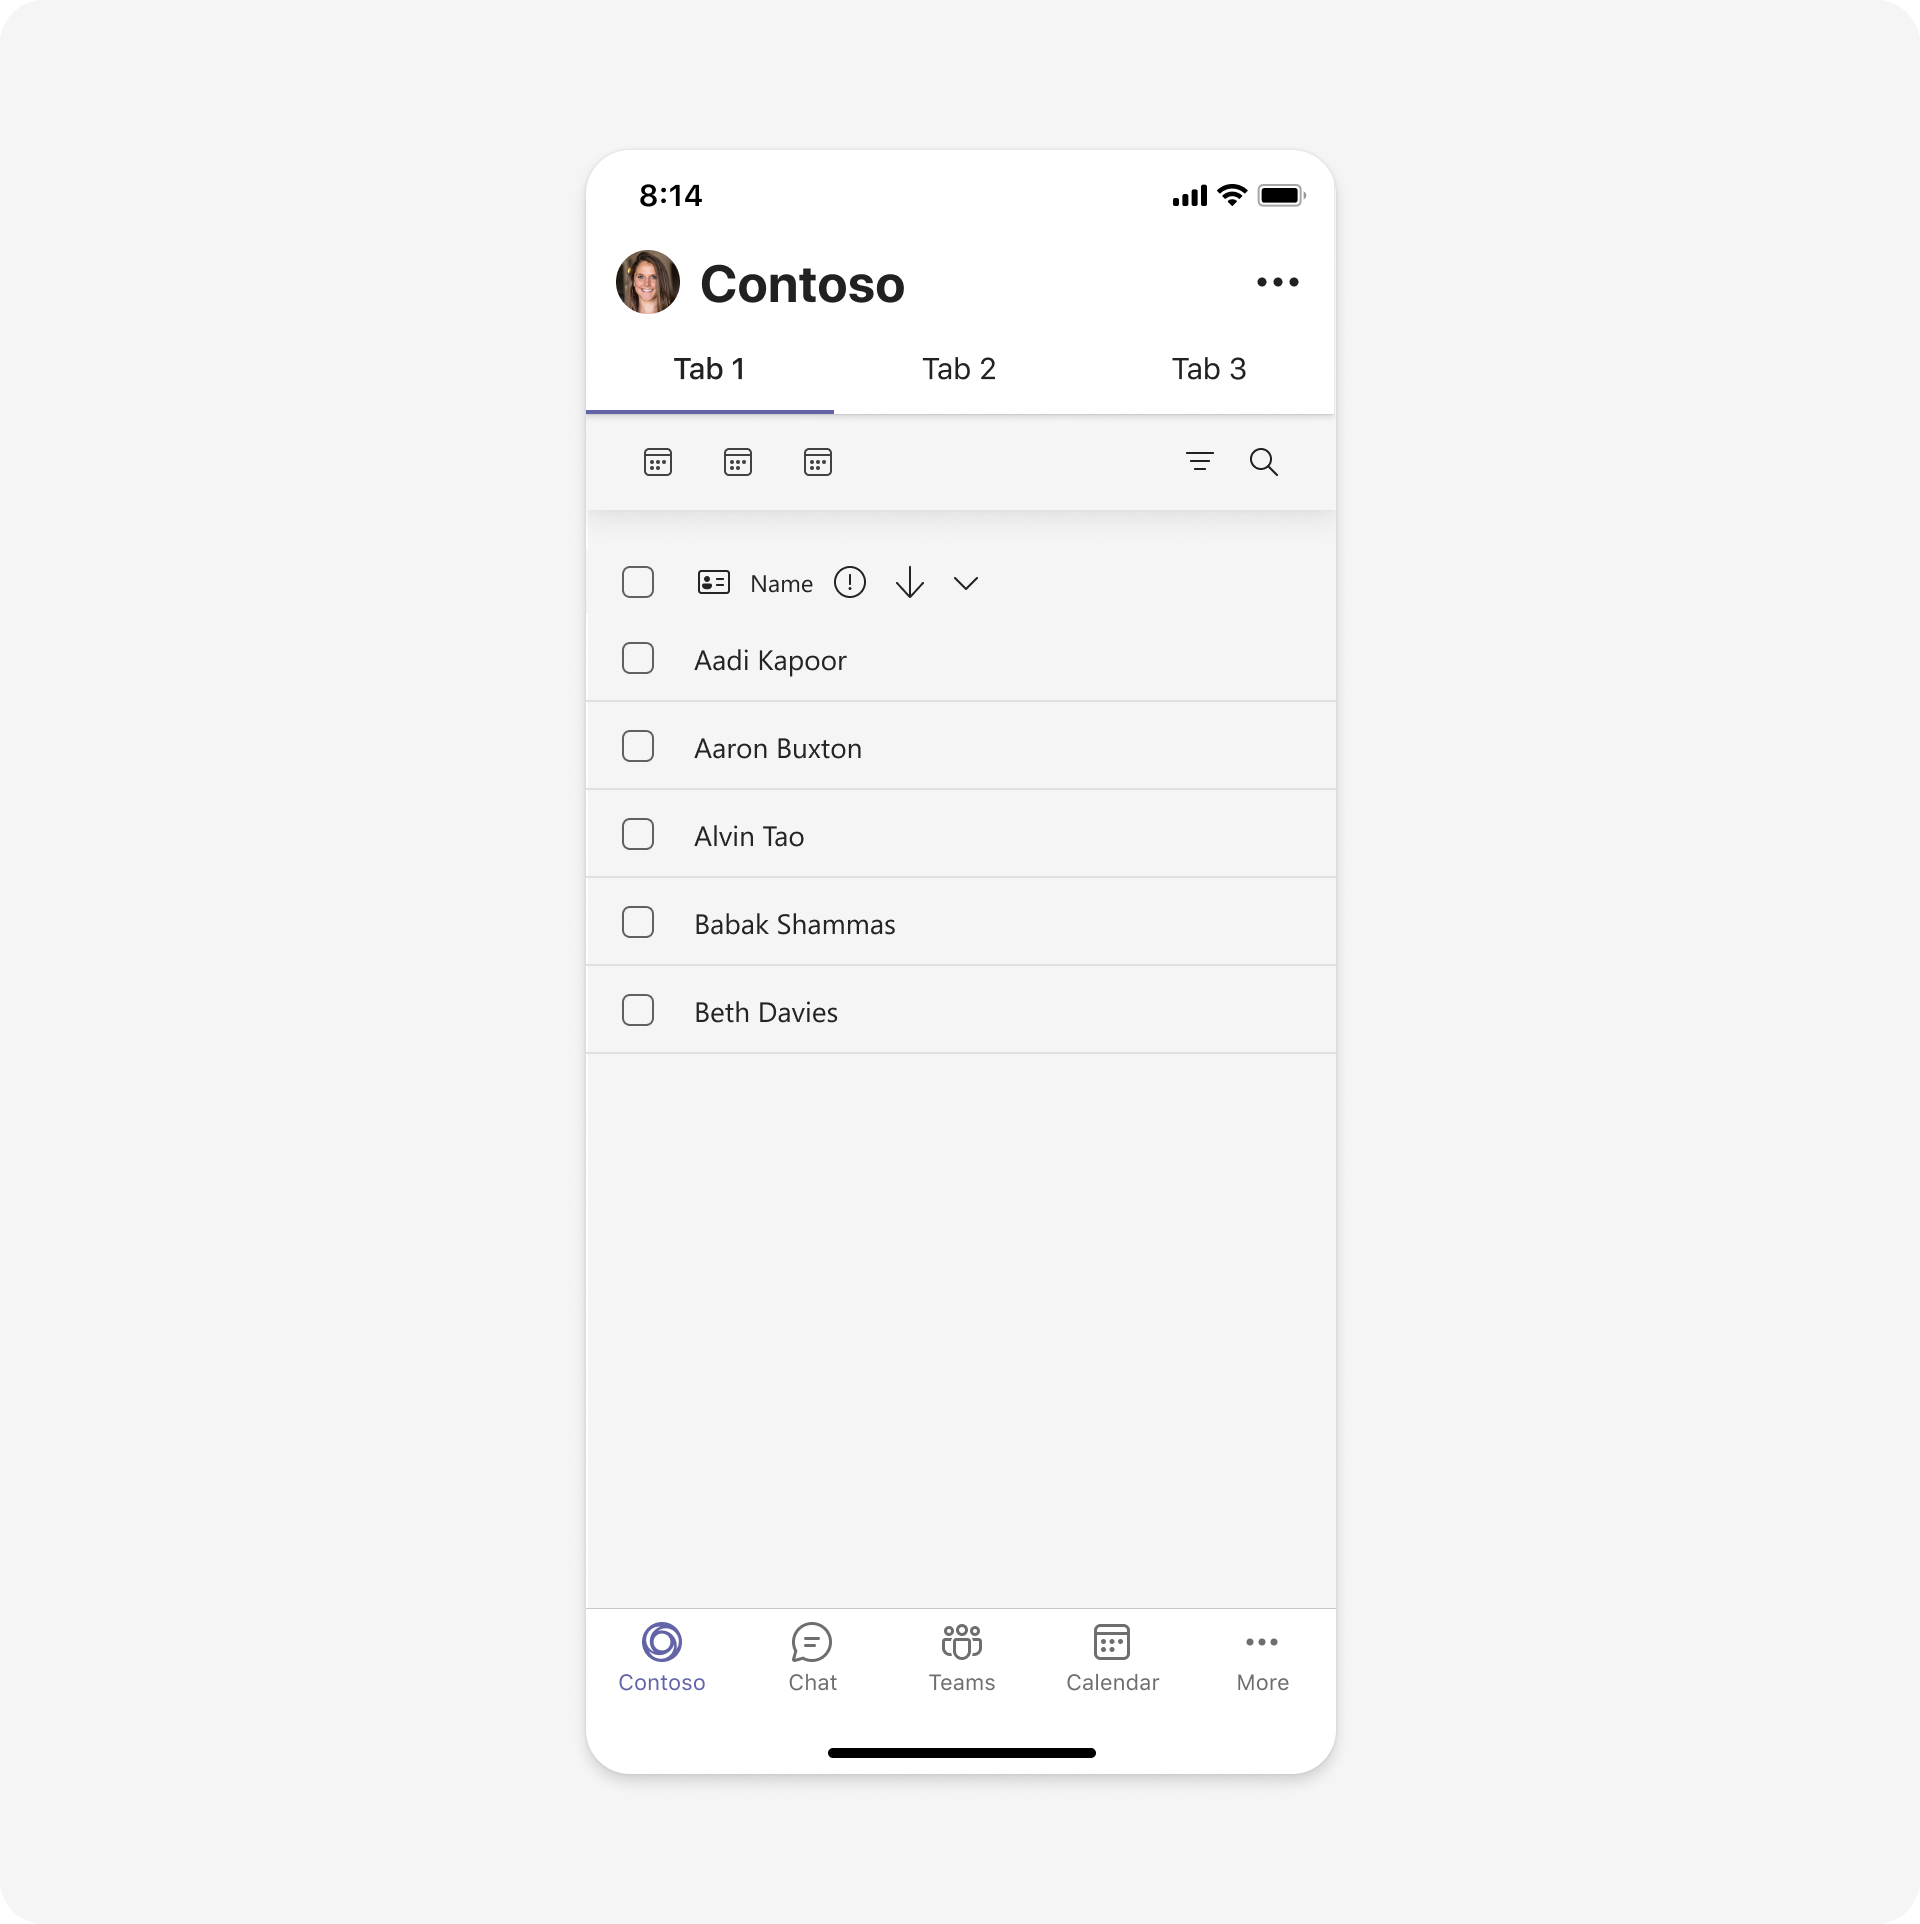 8:14
Contoso
Tab 1 Tab 2 Tab 3
Name
Aadi Kapoor
Aaron Buxton
Alvin Tao
Babak Shammas
Beth Davies
Contoso Chat Teams Calendar More